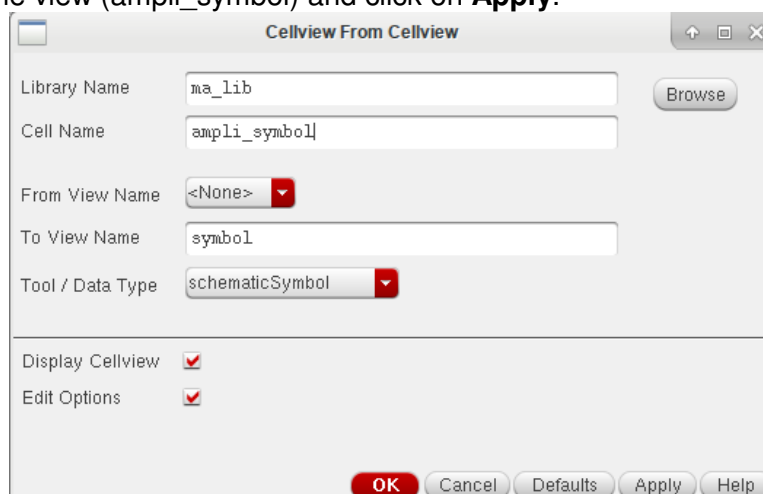 ne view (ampli_symbol) and click on Apply.
Cellview From Cellview
Library Name ma_lib Browse
Cell Name ampli_symbol
From View Name <None>
To View Name symbol
Tool / Data Type schematicSymbol
Display Cellview
Edit Options
OK Cancel Defaults Apply Help